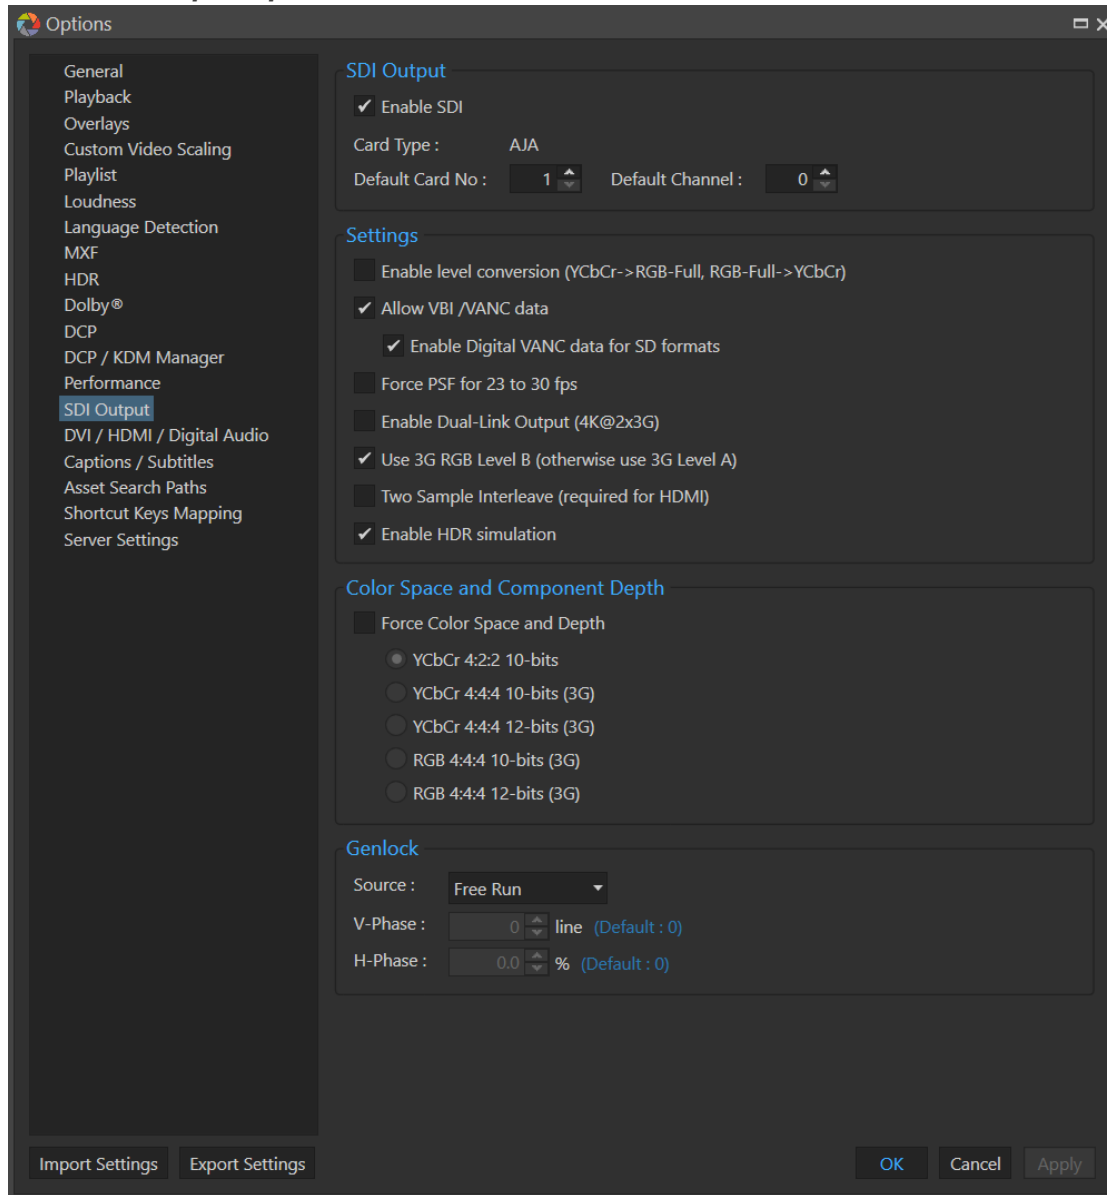 Options
General
Playback
Overlays
Custom Video Scaling
Playlist
Loudness
Language Detection
MXF
HDR
Dolby®
DCP
DCP / KDM Manager
Performance
SDI Output
DVI / HDMI / Digital Audio
Captions / Subtitles
Asset Search Paths
Shortcut Keys Mapping
Server Settings
SDI Output
Enable SDI
Card Type : AJA
Default Card No : 1 Default Channel : 0
Settings
Enable level conversion (YCbCr->RGB-Full, RGB-Full->YCbCr)
Allow VBI /VANC data
Enable Digital VANC data for SD formats
Force PSF for 23 to 30 fps
Enable Dual-Link Output (4K@2x3G)
Use 3G RGB Level B (otherwise use 3G Level A)
Two Sample Interleave (required for HDMI)
Enable HDR simulation
Color Space and Component Depth
Force Color Space and Depth
YCbCr 4:2:2 10-bits
YCbCr 4:4:4 10-bits (3G)
YCbCr 4:4:4 12-bits (3G)
RGB 4:4:4 10-bits (3G)
RGB 4:4:4 12-bits (3G)
Genlock
Source : Free Run
V-Phase : 0 line (Default : 0)
H-Phase : 0.0 % (Default : 0)
Import Settings Export Settings OK Cancel Apply